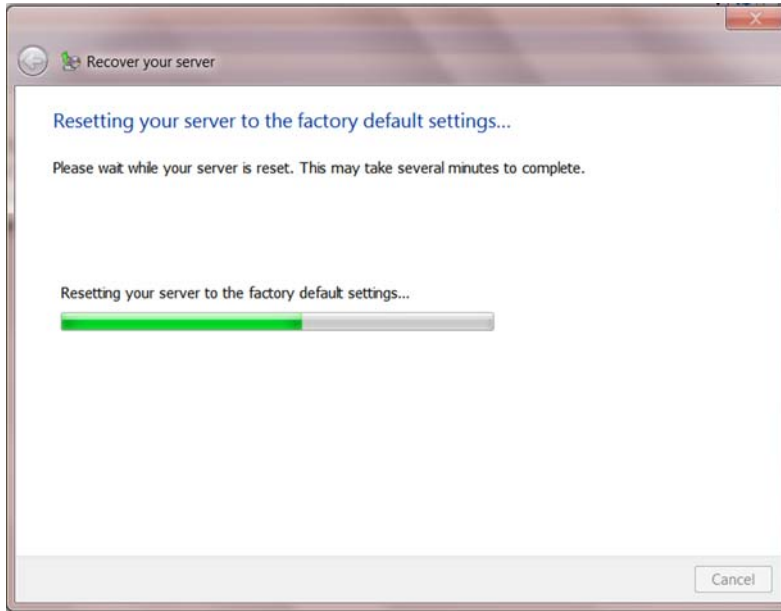 Recover your server
Resetting your server to the factory default settings...
Please wait while your server is reset. This may take several minutes to complete.
Resetting your server to the factory default settings...
Cancel